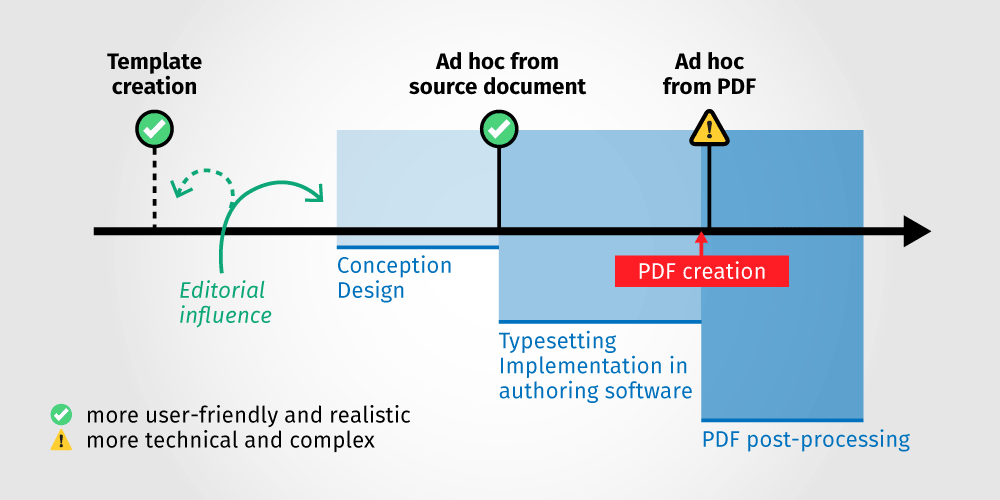 Template
creation
Ad hoc from
source document
Ad hoc
from PDF
Editorial
influence
Conception
Design
PDF creation
Typesetting
Implementation in
authoring software
PDF post-processing
more user-friendly and realistic
more technical and complex